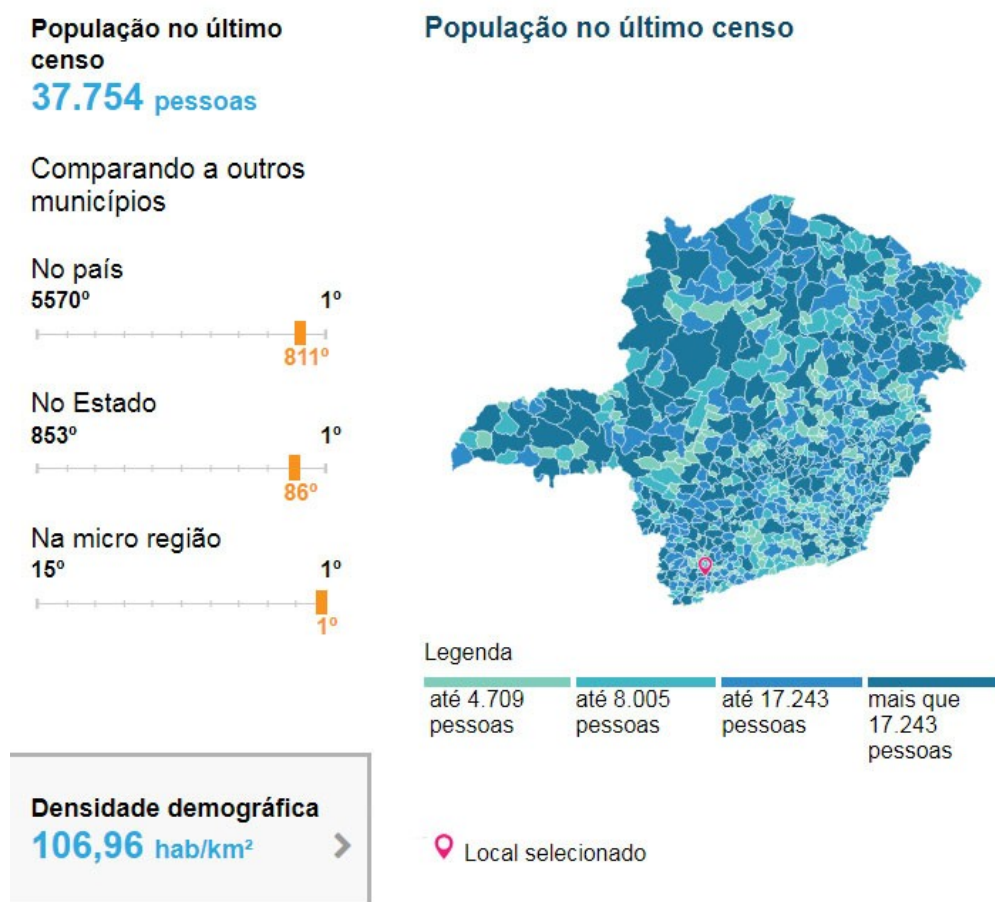 População no último
censo
37.754 pessoas
Comparando a outros
municípios
No país
5570º 1º
811º
No Estado
853º 1º
86º
Na micro região
15º 1º
1º
Densidade demográfica
106,96 hab/km²
População no último censo
Legenda
até 4.709
pessoas
até 8.005
pessoas
até 17.243
pessoas
mais que
17.243
pessoas
Local selecionado